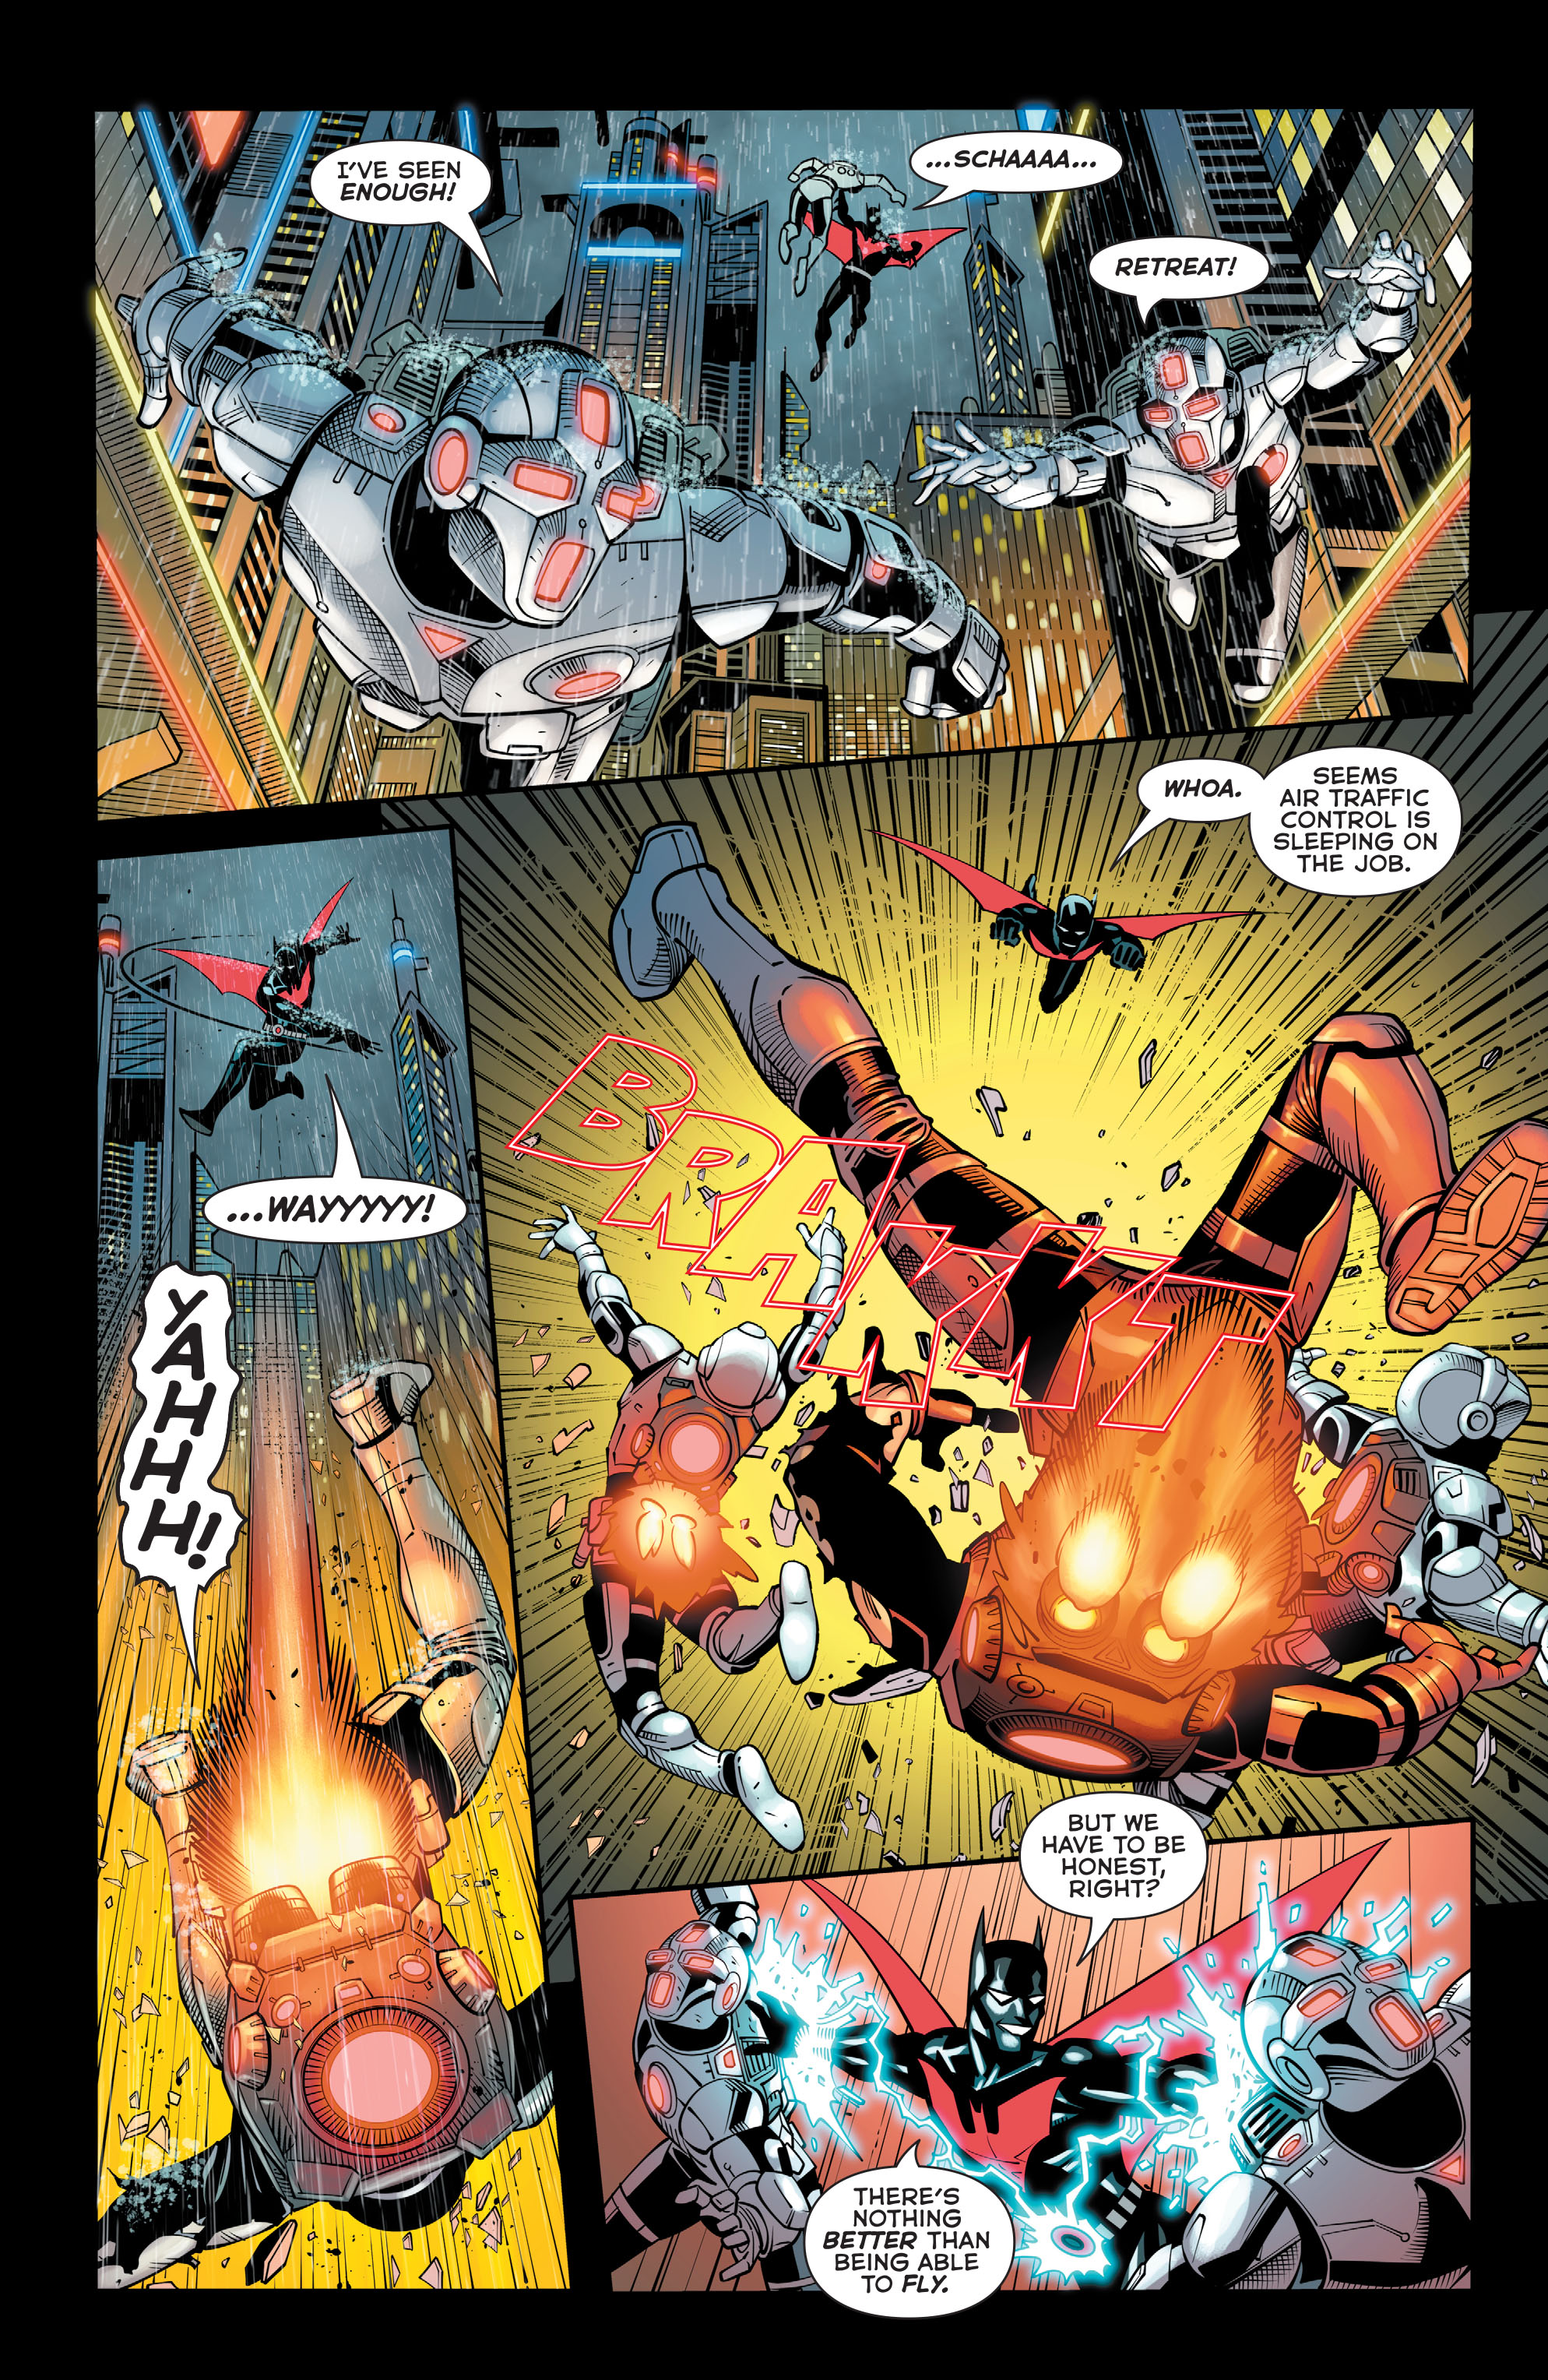 I'VE SEEN
ENOUGH!
...SCHAAAA...
RETREAT!
...WAYYYYY!
YAHHH!
WHOA.
SEEMS
AIR TRAFFIC
CONTROL IS
SLEEPING ON
THE JOB.
BRAKKT
BUT WE
HAVE TO BE
HONEST,
RIGHT?
THERE'S
NOTHING
BETTER THAN
BEING ABLE
TO FLY.